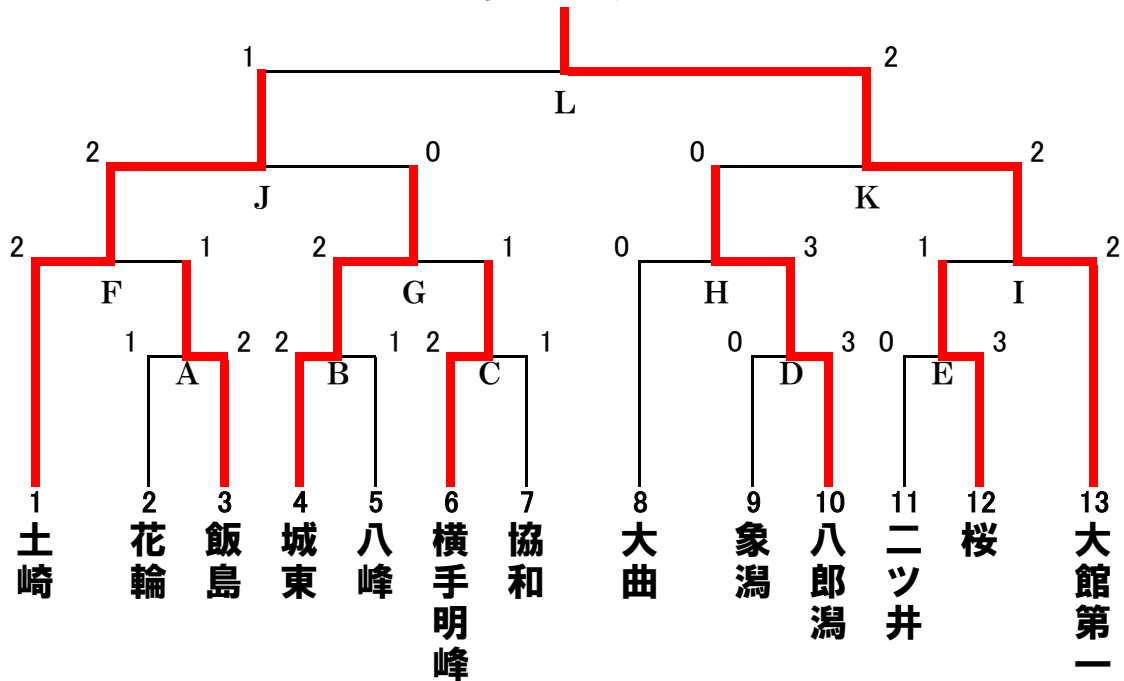 1 2
L
2 0 0 2
J K
2 1 2 1 0 3 1 2
F G H I
1 2 2 1 2 1 0 3 0 3
A B C D E
1 2 3 4 5 6 7 8 9 10 11 12 13
土崎
花輪
飯島
城東
八峰
横手明峰
協和
大曲
象潟
八郎潟
二ツ井
桜
大館第一